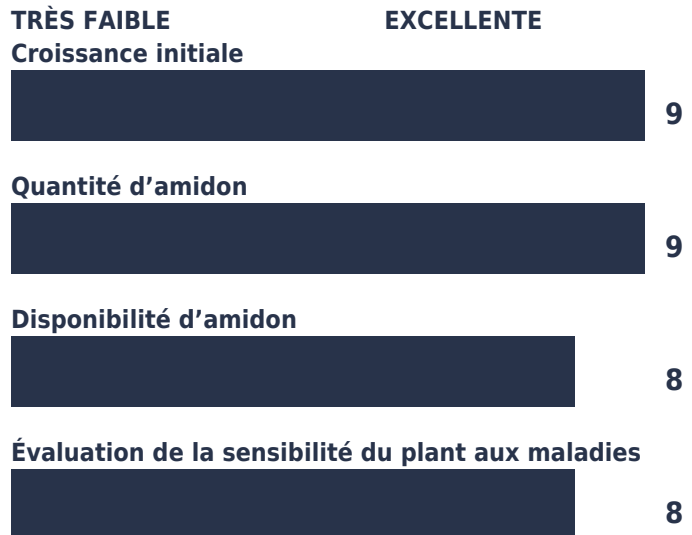 TRÈS FAIBLE EXCELLENTE
Croissance initiale
9
Quantité d’amidon
9
Disponibilité d’amidon
8
Évaluation de la sensibilité du plant aux maladies
8